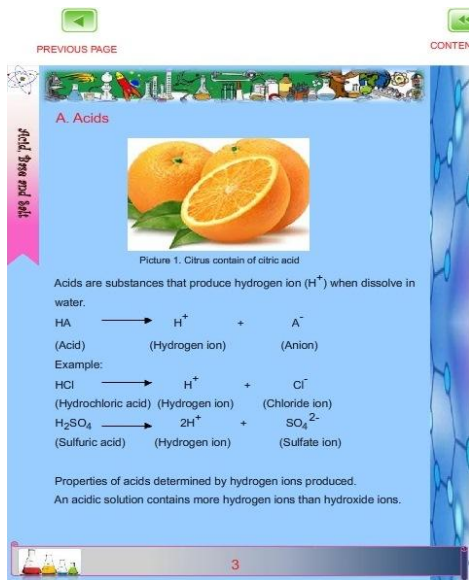 PREVIOUS PAGE
CONTEN
Acid, Base and Salt
A. Acids
Picture 1. Citrus contain of citric acid
Acids are substances that produce hydrogen ion (H⁺) when dissolve in
water.
HA → H⁺ + A⁻
(Acid) (Hydrogen ion) (Anion)
Example:
HCl → H⁺ + Cl⁻
(Hydrochloric acid) (Hydrogen ion) (Chloride ion)
H₂SO₄ → 2H⁺ + SO₄²⁻
(Sulfuric acid) (Hydrogen ion) (Sulfate ion)
Properties of acids determined by hydrogen ions produced.
An acidic solution contains more hydrogen ions than hydroxide ions.
3